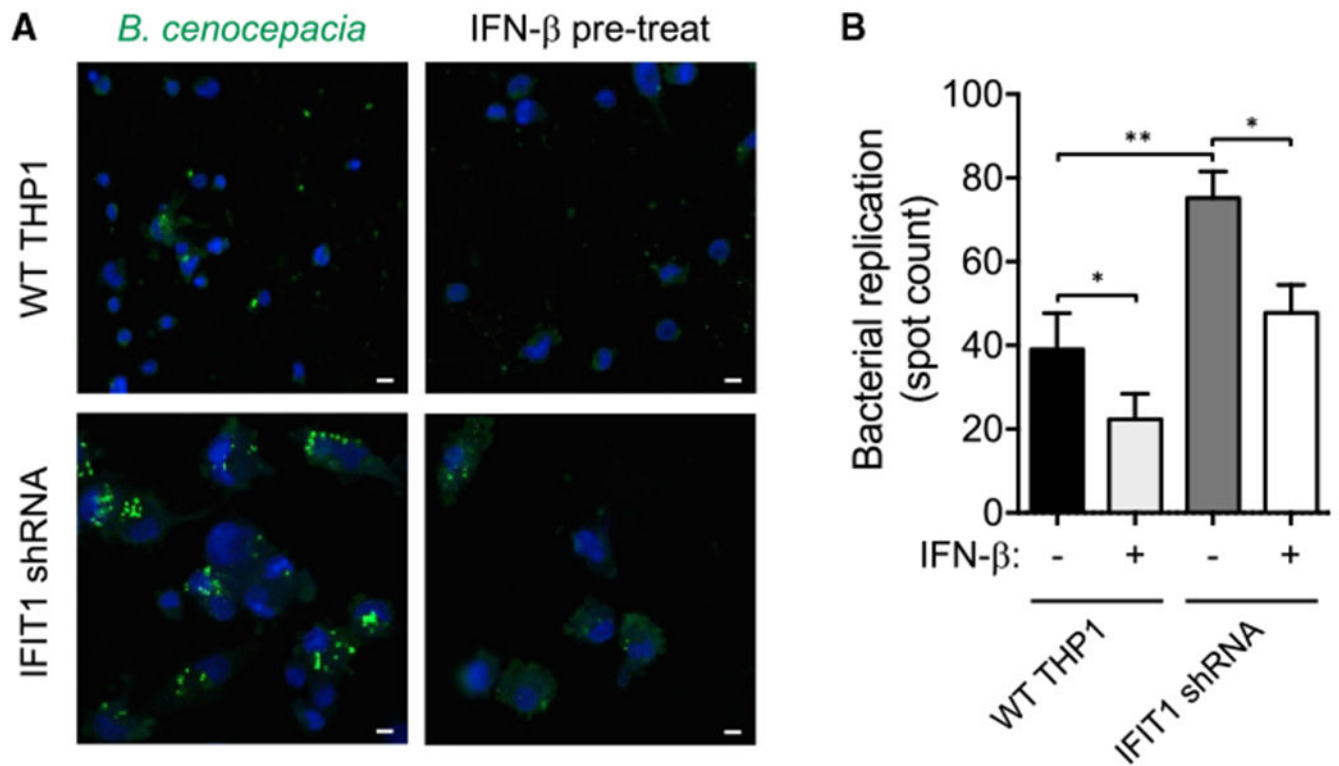 A
B. cenocepacia
IFN-β pre-treat
WT THP1
IFIT1 shRNA
B
Bacterial replication
(spot count)
100
80
60
40
20
0
**
*
*
IFN-β: - + - +
WT THP1
IFIT1 shRNA